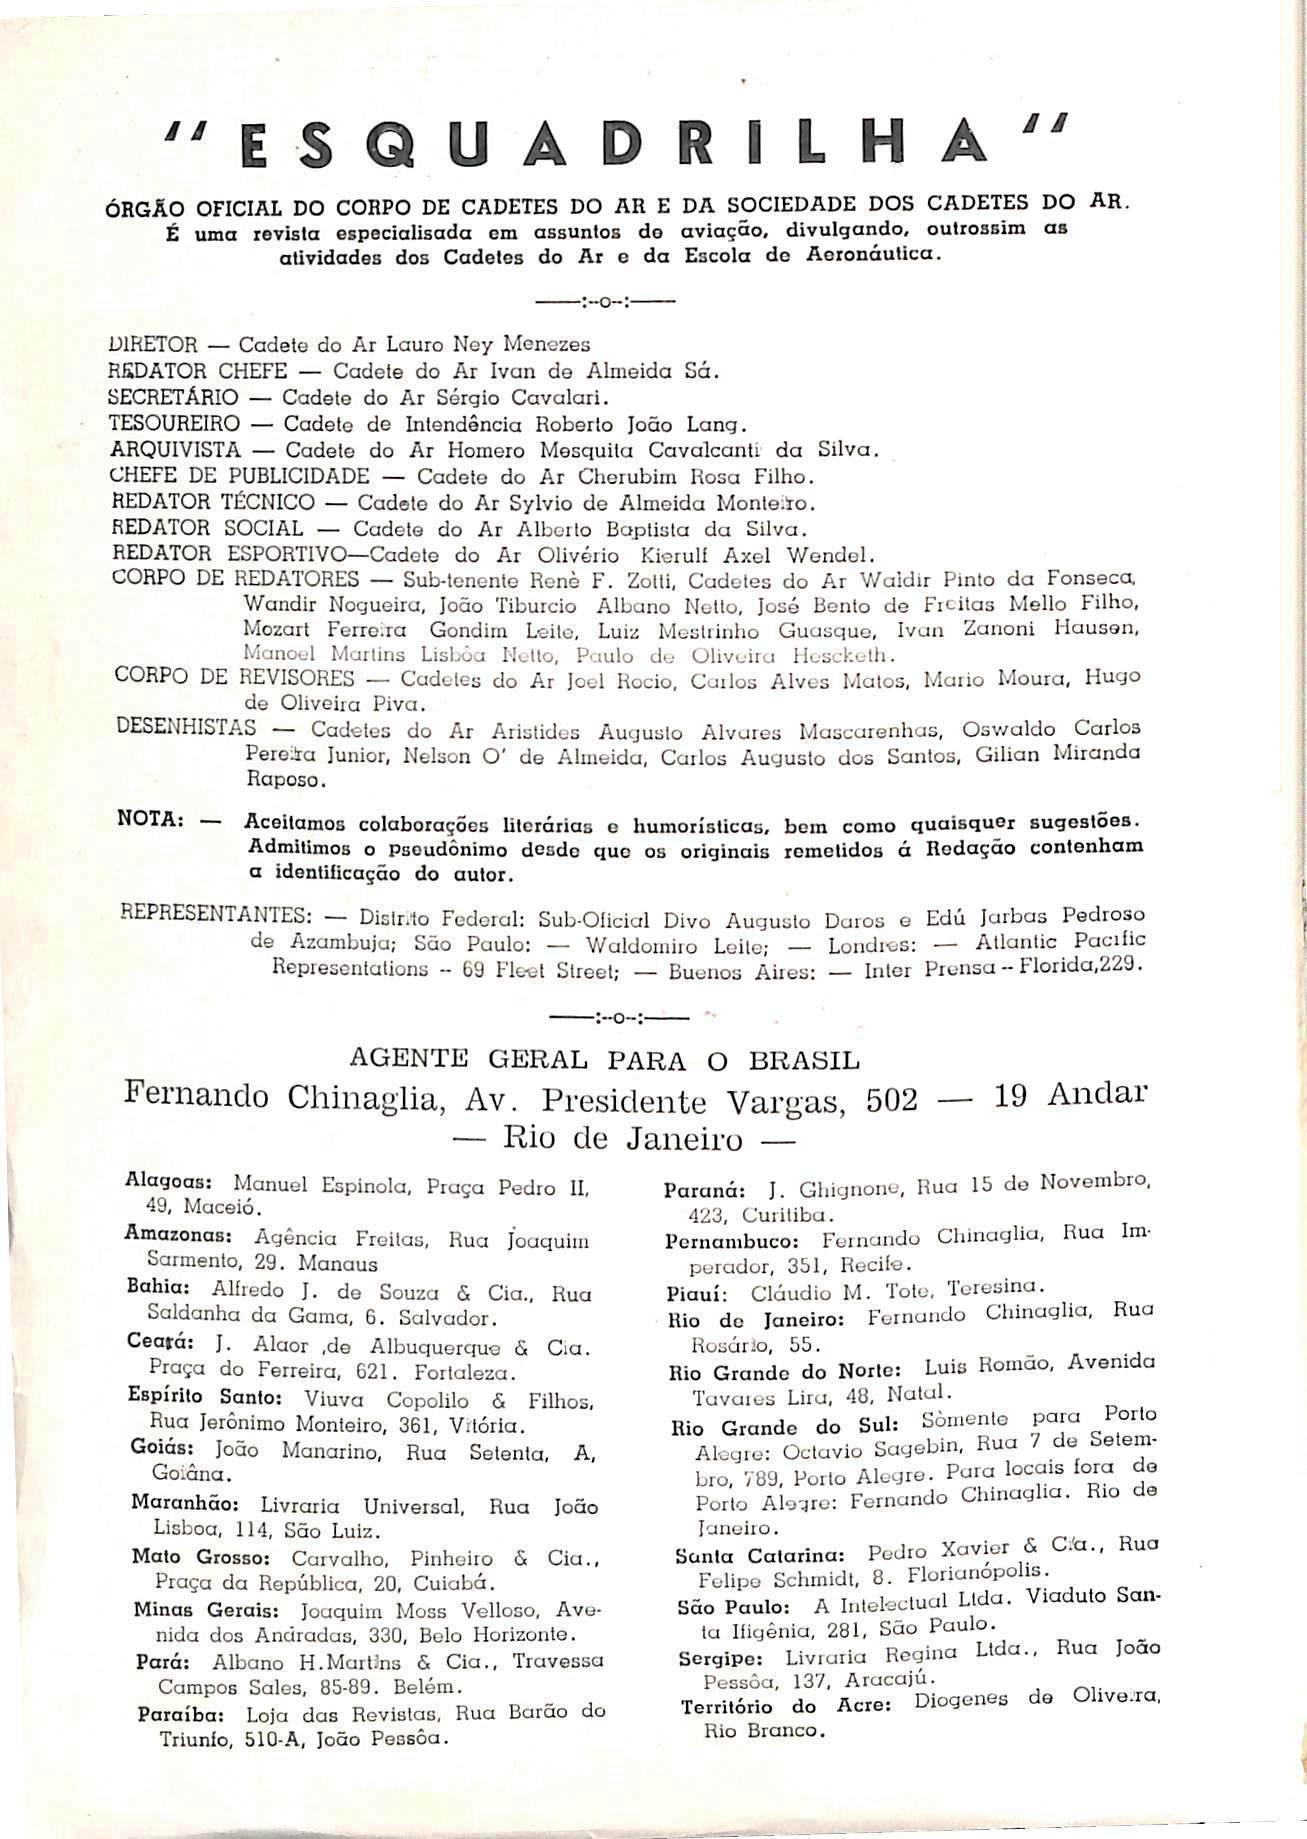 "ESQUADRILHA"
ÓRGÃO OFICIAL DO CORPO DE CADETES DO AR E DA SOCIEDADE DOS CADETES DO AR.
É uma revista especialisada em assuntos de aviação, divulgando, outrossim as
atividades dos Cadetes do Ar e da Escola de Aeronáutica.
——:--o--:——
DIRETOR — Cadete do Ar Lauro Ney Menezes
REDATOR CHEFE — Cadete do Ar Ivan de Almeida Sá.
SECRETÁRIO — Cadete do Ar Sérgio Cavalari.
TESOUREIRO — Cadete de Intendência Roberto João Lang.
ARQUIVISTA — Cadete do Ar Homero Mesquita Cavalcanti da Silva.
CHEFE DE PUBLICIDADE — Cadete do Ar Cherubim Rosa Filho.
REDATOR TÉCNICO — Cadete do Ar Sylvio de Almeida Monteiro.
REDATOR SOCIAL — Cadete do Ar Alberto Baptista da Silva.
REDATOR ESPORTIVO—Cadete do Ar Olivério Kierulf Axel Wendel.
CORPO DE REDATORES — Sub-tenente Renè F. Zotti, Cadetes do Ar Waldir Pinto da Fonseca,
Wandir Nogueira, João Tiburcio Albano Netto, José Bento de Freitas Mello Filho,
Mozart Ferreira Gondim Leite, Luiz Mestrinho Guasque, Ivan Zanoni Hausen,
Manoel Martins Lisbôa Netto, Paulo de Oliveira Hescketh.
CORPO DE REVISORES — Cadetes do Ar Joel Rocio, Carlos Alves Matos, Mario Moura, Hugo
de Oliveira Piva.
DESENHISTAS — Cadetes do Ar Aristides Augusto Alvares Mascarenhas, Oswaldo Carlos
Pereira Junior, Nelson O' de Almeida, Carlos Augusto dos Santos, Gilian Miranda
Raposo.
NOTA: — Aceitamos colaborações literárias e humorísticas, bem como quaisquer sugestões.
Admitimos o pseudônimo desde que os originais remetidos á Redação contenham
a identificação do autor.
REPRESENTANTES: — Distrito Federal: Sub-Oficial Divo Augusto Daros e Edú Jarbas Pedroso
de Azambuja; São Paulo: — Waldomiro Leite; — Londres: — Atlantic Pacific
Representations -- 69 Fleet Street; — Buenos Aires: — Inter Prensa -- Florida,229.
——:--o--:——
AGENTE GERAL PARA O BRASIL
Fernando Chinaglia, Av. Presidente Vargas, 502 — 19 Andar
— Rio de Janeiro —
Alagoas: Manuel Espinola, Praça Pedro II,
49, Maceió.
Amazonas: Agência Freitas, Rua Joaquim
Sarmento, 29. Manaus
Bahia: Alfredo J. de Souza & Cia., Rua
Saldanha da Gama, 6. Salvador.
Ceará: J. Alaor ,de Albuquerque & Cia.
Praça do Ferreira, 621. Fortaleza.
Espírito Santo: Viuva Copolilo & Filhos,
Rua Jerônimo Monteiro, 361, Vitória.
Goiás: João Manarino, Rua Setenta, A,
Goiâna.
Maranhão: Livraria Universal, Rua João
Lisboa, 114, São Luiz.
Mato Grosso: Carvalho, Pinheiro & Cia.,
Praça da República, 20, Cuiabá.
Minas Gerais: Joaquim Moss Velloso, Ave-
nida dos Andradas, 330, Belo Horizonte.
Pará: Albano H.Martins & Cia., Travessa
Campos Sales, 85-89. Belém.
Paraíba: Loja das Revistas, Rua Barão do
Triunfo, 510-A, João Pessôa.
Paraná: J. Ghignone, Rua 15 de Novembro,
423, Curitiba.
Pernambuco: Fernando Chinaglia, Rua Im-
perador, 351, Recife.
Piauí: Cláudio M. Tote, Teresina.
Rio de Janeiro: Fernando Chinaglia, Rua
Rosário, 55.
Rio Grande do Norte: Luis Romão, Avenida
Tavares Lira, 48, Natal.
Rio Grande do Sul: Sòmente para Porto
Alegre: Octavio Sagebin, Rua 7 de Setem-
bro, 789, Porto Alegre. Para locais fora de
Porto Alegre: Fernando Chinaglia. Rio de
Janeiro.
Santa Catarina: Pedro Xavier & Cia., Rua
Felipe Schmidt, 8. Florianópolis.
São Paulo: A Intelectual Ltda. Viaduto San-
ta Ifigênia, 281, São Paulo.
Sergipe: Livraria Regina Ltda., Rua João
Pessôa, 137, Aracajú.
Território do Acre: Diogenes de Oliveira,
Rio Branco.